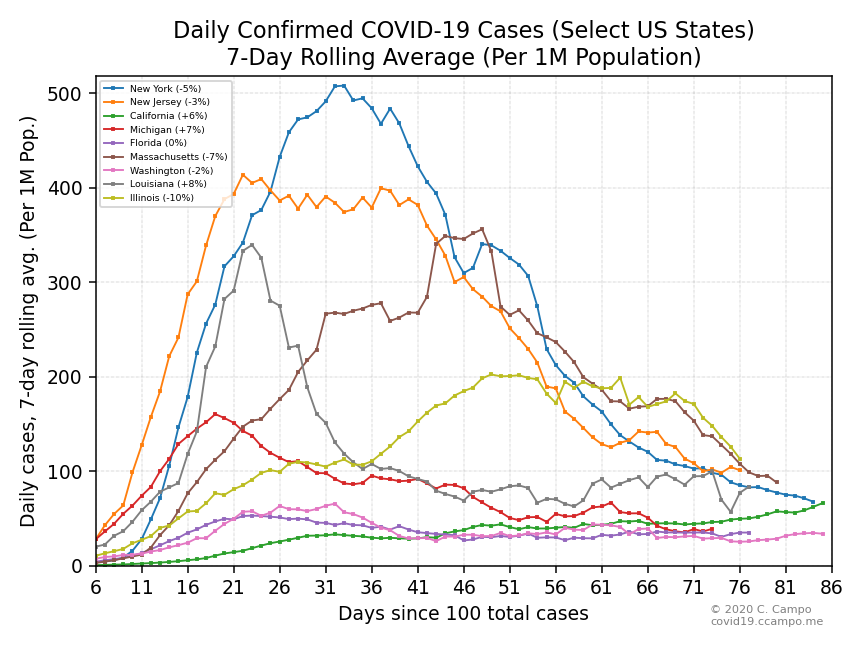 Daily Confirmed COVID-19 Cases (Select US States)
7-Day Rolling Average (Per 1M Population)
Daily cases, 7-day rolling avg. (Per 1M Pop.)
500
400
300
200
100
0
New York (-5%)
New Jersey (-3%)
California (+6%)
Michigan (+7%)
Florida (0%)
Massachusetts (-7%)
Washington (-2%)
Louisiana (+8%)
Illinois (-10%)
6 11 16 21 26 31 36 41 46 51 56 61 66 71 76 81 86
Days since 100 total cases
© 2020 C. Campo
covid19.ccampo.me